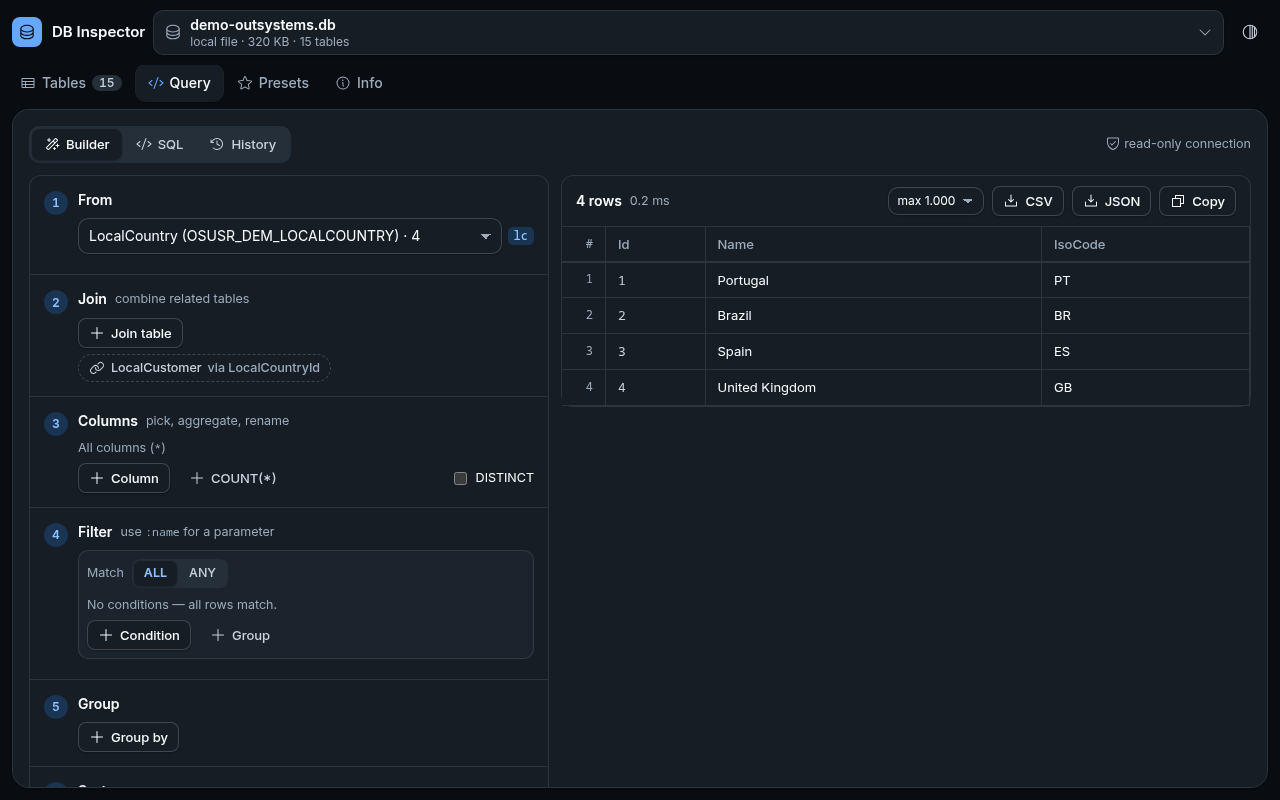 DB Inspector
demo-outsystems.db
local file · 320 KB · 15 tables
Tables 15
Query
Presets
Info
Builder
SQL
History
read-only connection
1 From
LocalCountry (OSUSR_DEM_LOCALCOUNTRY) · 4
lc
2 Join combine related tables
Join table
LocalCustomer via LocalCountryId
3 Columns pick, aggregate, rename
All columns (*)
Column
COUNT(*)
DISTINCT
4 Filter use :name for a parameter
Match ALL ANY
No conditions — all rows match.
Condition
Group
5 Group
Group by
4 rows 0.2 ms
max 1.000
CSV
JSON
Copy
# Id Name IsoCode
1 1 Portugal PT
2 2 Brazil BR
3 3 Spain ES
4 4 United Kingdom GB